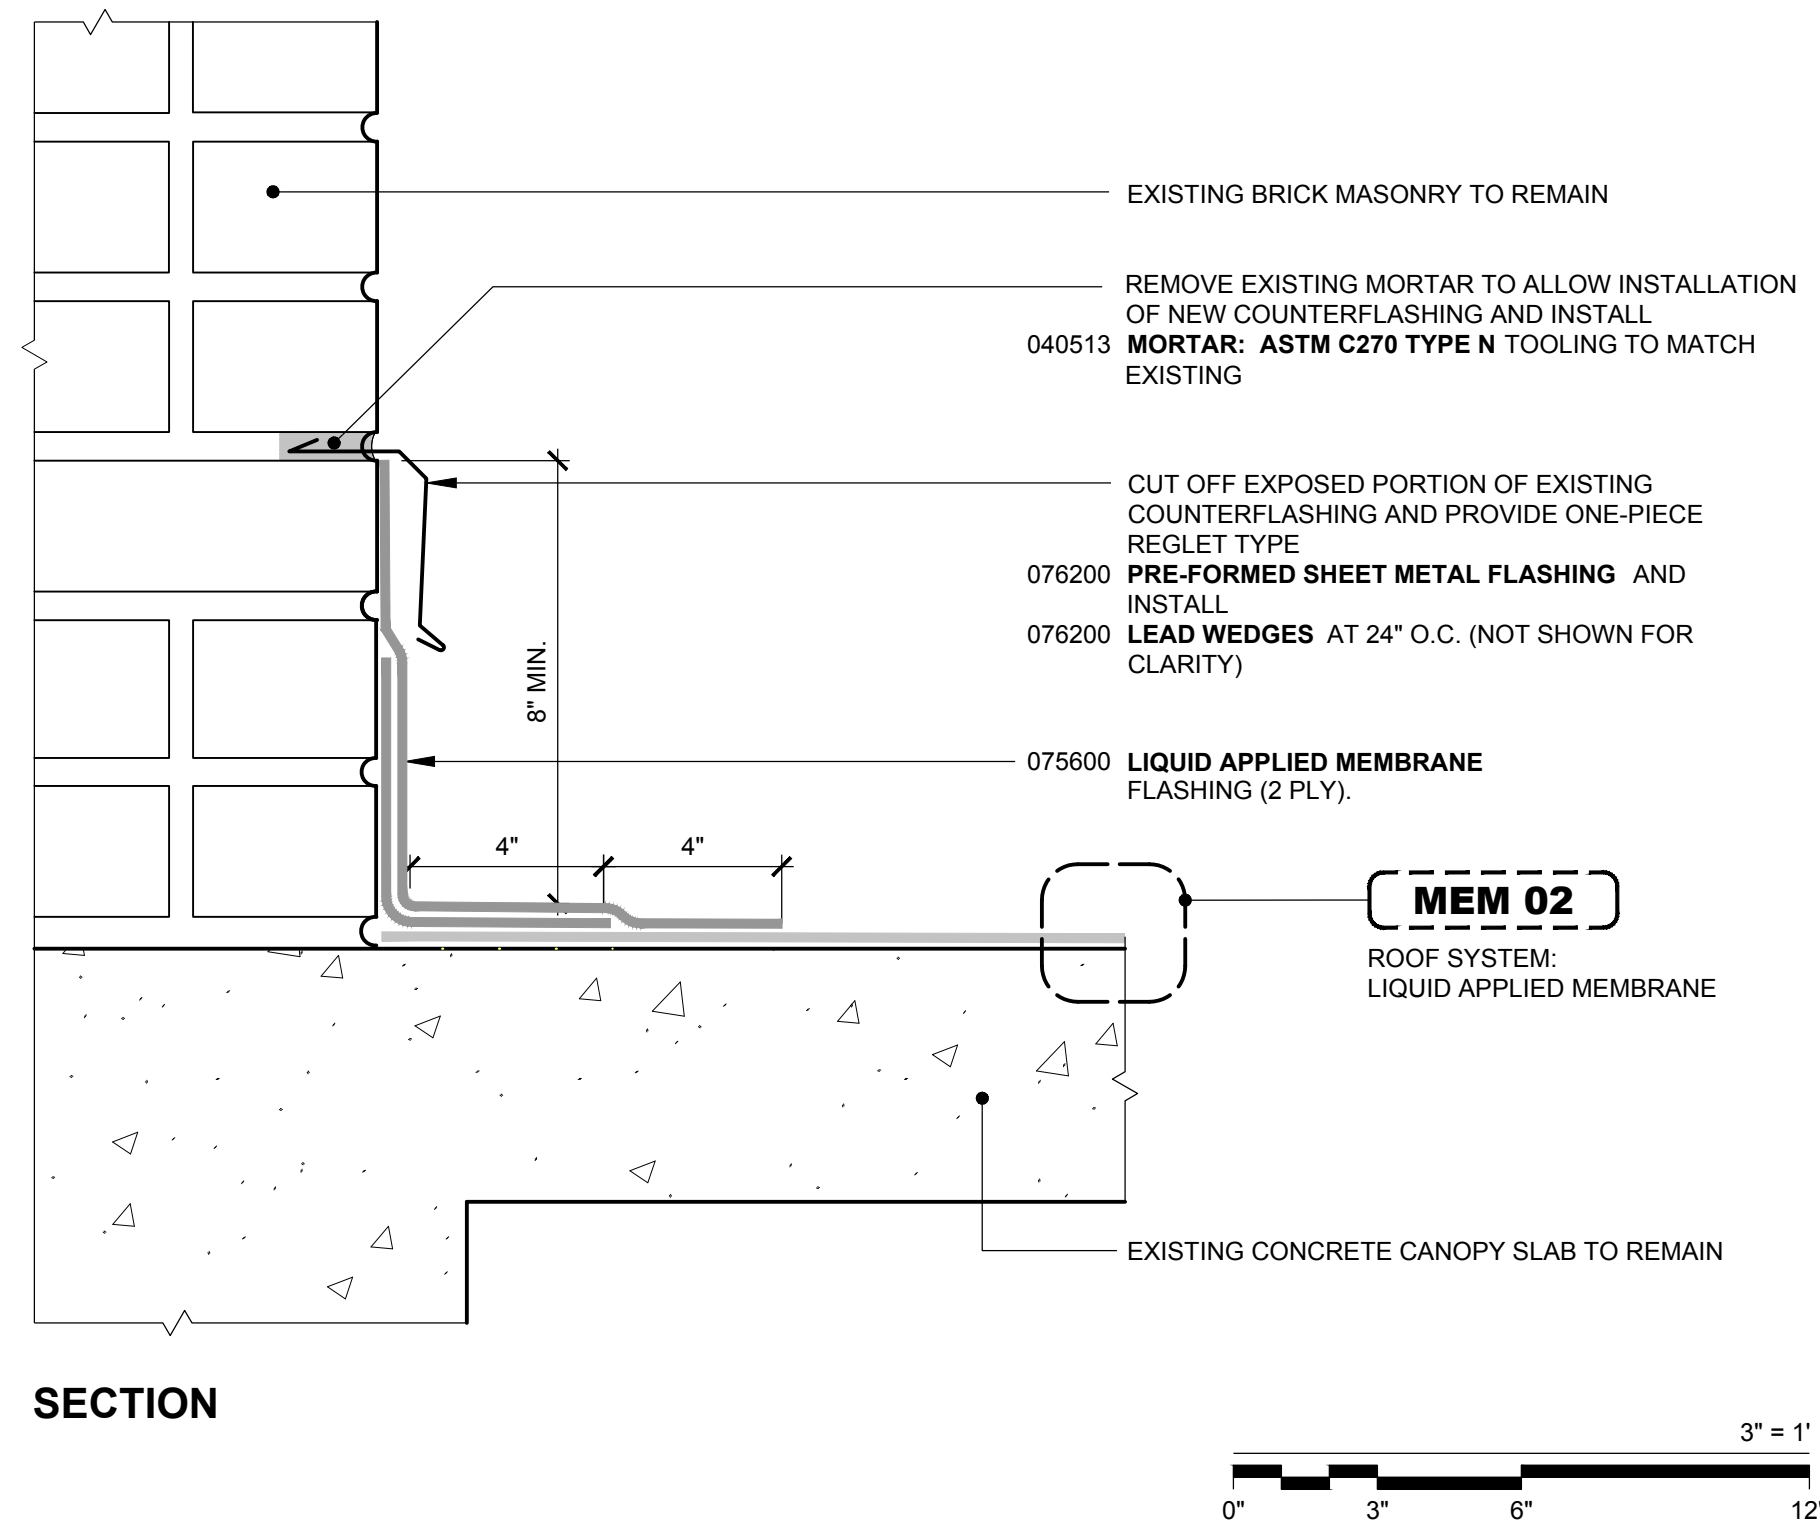 EXISTING BRICK MASONRY TO REMAIN
REMOVE EXISTING MORTAR TO ALLOW INSTALLATION
OF NEW COUNTERFLASHING AND INSTALL
040513 MORTAR: ASTM C270 TYPE N TOOLING TO MATCH
EXISTING
CUT OFF EXPOSED PORTION OF EXISTING
COUNTERFLASHING AND PROVIDE ONE-PIECE
REGLET TYPE
076200 PRE-FORMED SHEET METAL FLASHING AND
INSTALL
076200 LEAD WEDGES AT 24" O.C. (NOT SHOWN FOR
CLARITY)
8" MIN.
075600 LIQUID APPLIED MEMBRANE
FLASHING (2 PLY).
4" 4"
MEM 02
ROOF SYSTEM:
LIQUID APPLIED MEMBRANE
EXISTING CONCRETE CANOPY SLAB TO REMAIN
SECTION
3" = 1'
0" 3" 6" 12"